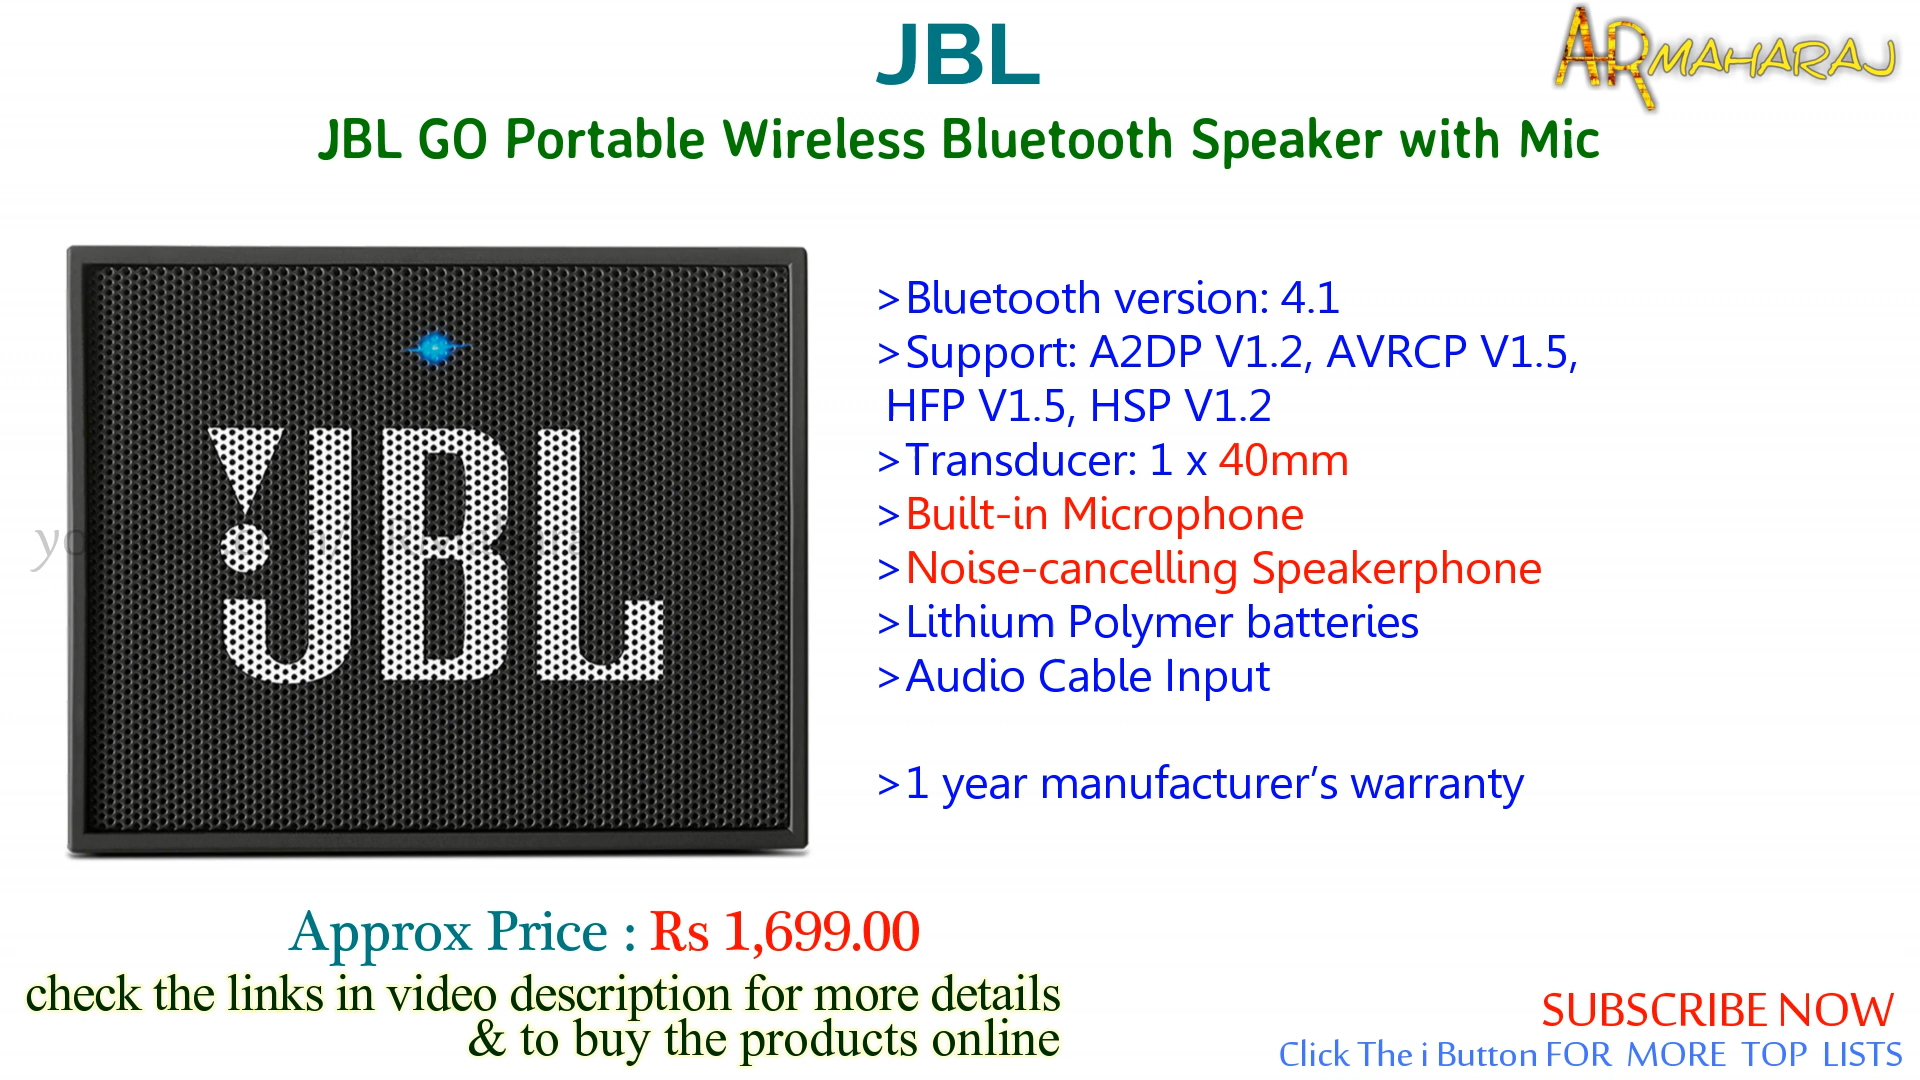 JBL
ARMAHARAJ
JBL GO Portable Wireless Bluetooth Speaker with Mic
JBL
>Bluetooth version: 4.1
>Support: A2DP V1.2, AVRCP V1.5,
HFP V1.5, HSP V1.2
>Transducer: 1 x 40mm
>Built-in Microphone
>Noise-cancelling Speakerphone
>Lithium Polymer batteries
>Audio Cable Input
>1 year manufacturer’s warranty
Approx Price : Rs 1,699.00
check the links in video description for more details
& to buy the products online
SUBSCRIBE NOW
Click The i Button FOR MORE TOP LISTS